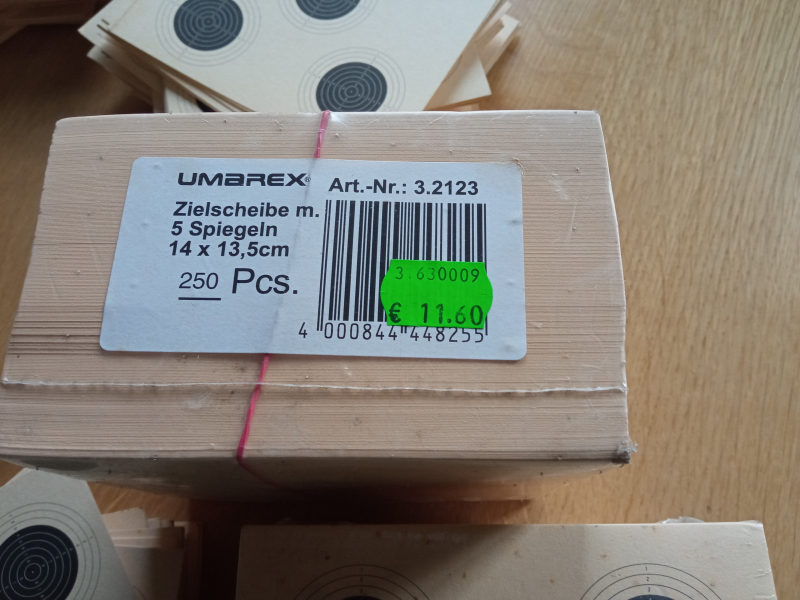 UMAREX®
Art.-Nr.: 3.2123
Zielscheibe m.
5 Spiegeln
14 x 13,5cm
250 Pcs.
3 630009
€ 11.60
4 000844 448255